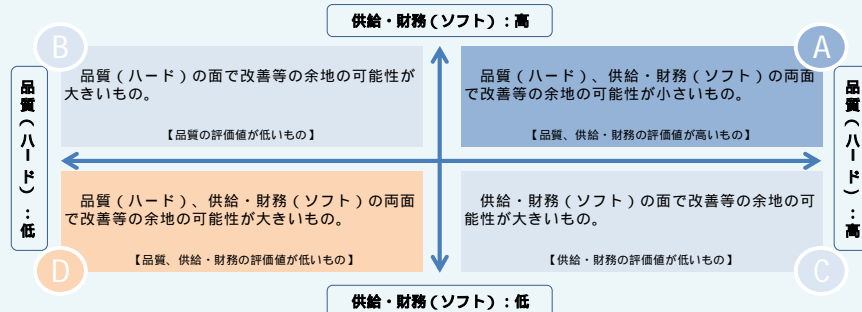 供給・財務(ソフト):高
B
A
品質(ハード):低
品質(ハード)の面で改善等の余地の可能性が
大きいもの。
【品質の評価値が低いもの】
品質(ハード)、供給・財務(ソフト)の両面
で改善等の余地の可能性が小さいもの。
【品質、供給・財務の評価値が高いもの】
品質(ハード):高
品質(ハード)、供給・財務(ソフト)の両面
で改善等の余地の可能性が大きいもの。
【品質、供給・財務の評価値が低いもの】
供給・財務(ソフト)の面で改善等の余地の可
能性が大きいもの。
【供給・財務の評価値が低いもの】
D
C
供給・財務(ソフト):低